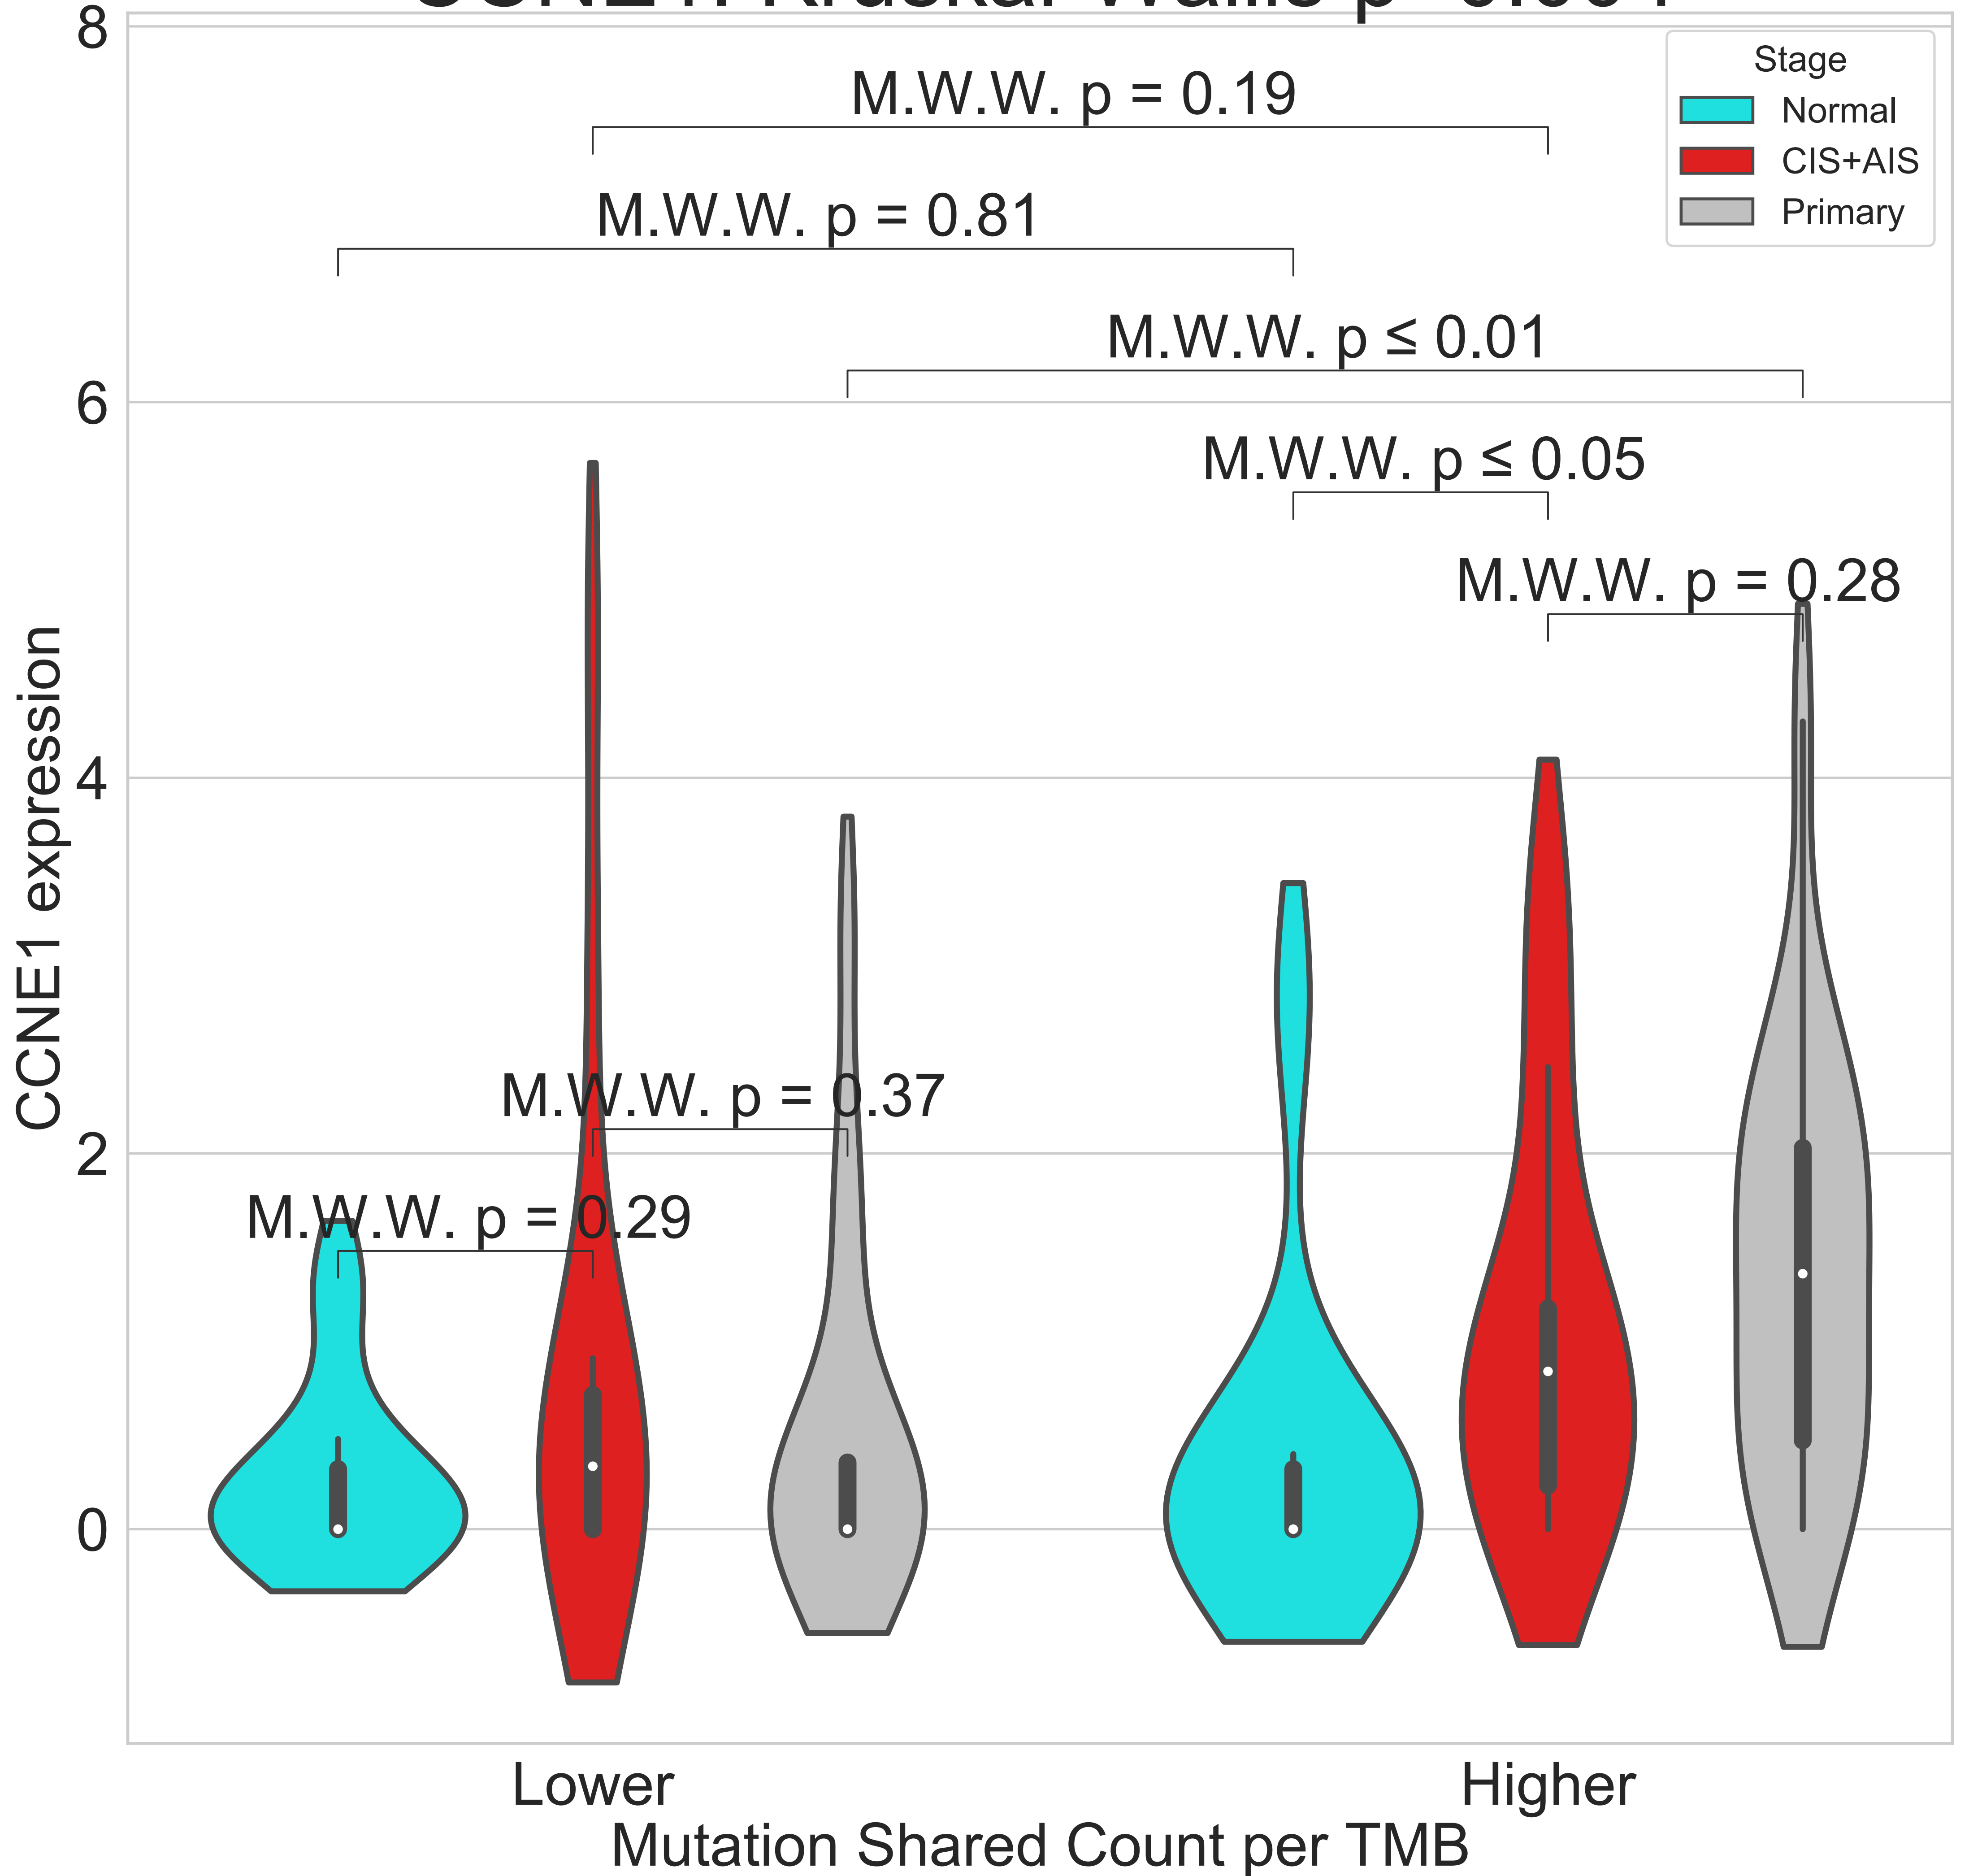 8
Stage
Normal
CIS+AIS
Primary
M.W.W. p = 0.19
M.W.W. p = 0.81
M.W.W. p ≤ 0.01
6
M.W.W. p ≤ 0.05
M.W.W. p = 0.28
4
CCNE1 expression
M.W.W. p = 0.37
2
M.W.W. p = 0.29
0
Lower
Higher
Mutation Shared Count per TMB